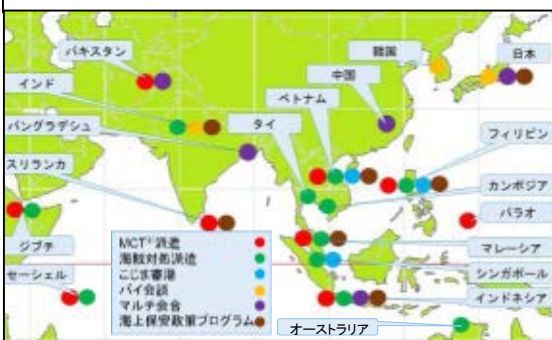 パキスタン
韓国
日本
中国
インド
ベトナム
バングラデシュ
タイ
フィリピン
スリランカ
カンボジア
パラオ
ジブチ
マレーシア
セーシェル
シンガポール
インドネシア
オーストラリア
MCT 派遣
海賊対処派遣
こじま寄港
バイ会談
マルチ会合
海上保安政策プログラム